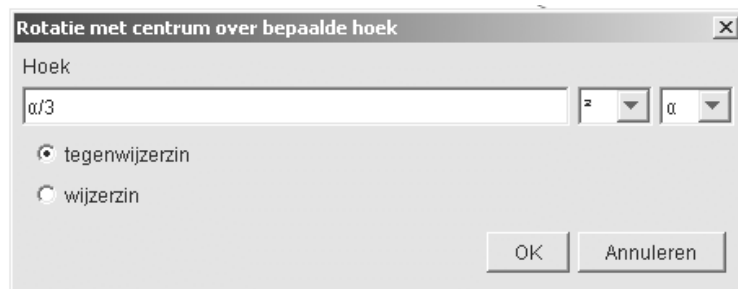 Rotatie met centrum over bepaalde hoek
Hoek
α/3 ² α
tegenwijzerzin
wijzerzin
OK Annuleren